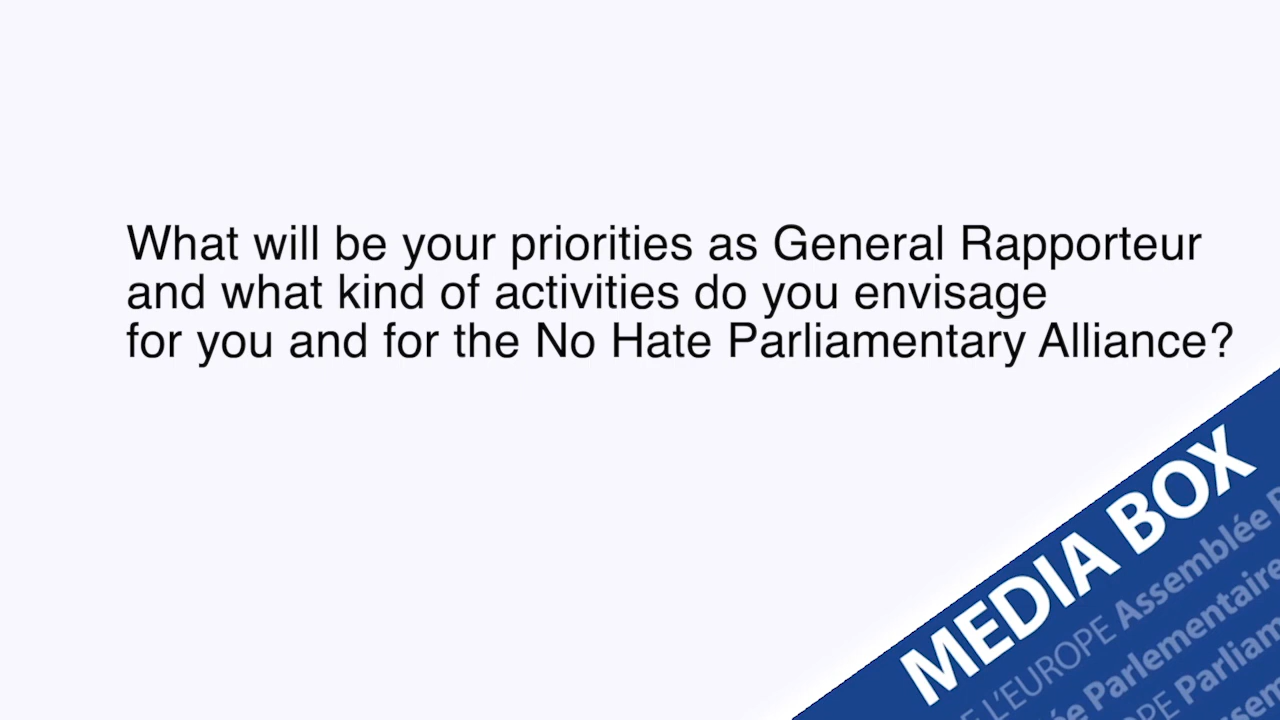 What will be your priorities as General Rapporteur
and what kind of activities do you envisage
for you and for the No Hate Parliamentary Alliance?
MEDIA BOX
L'EUROPE Assemblée
Parlementaire